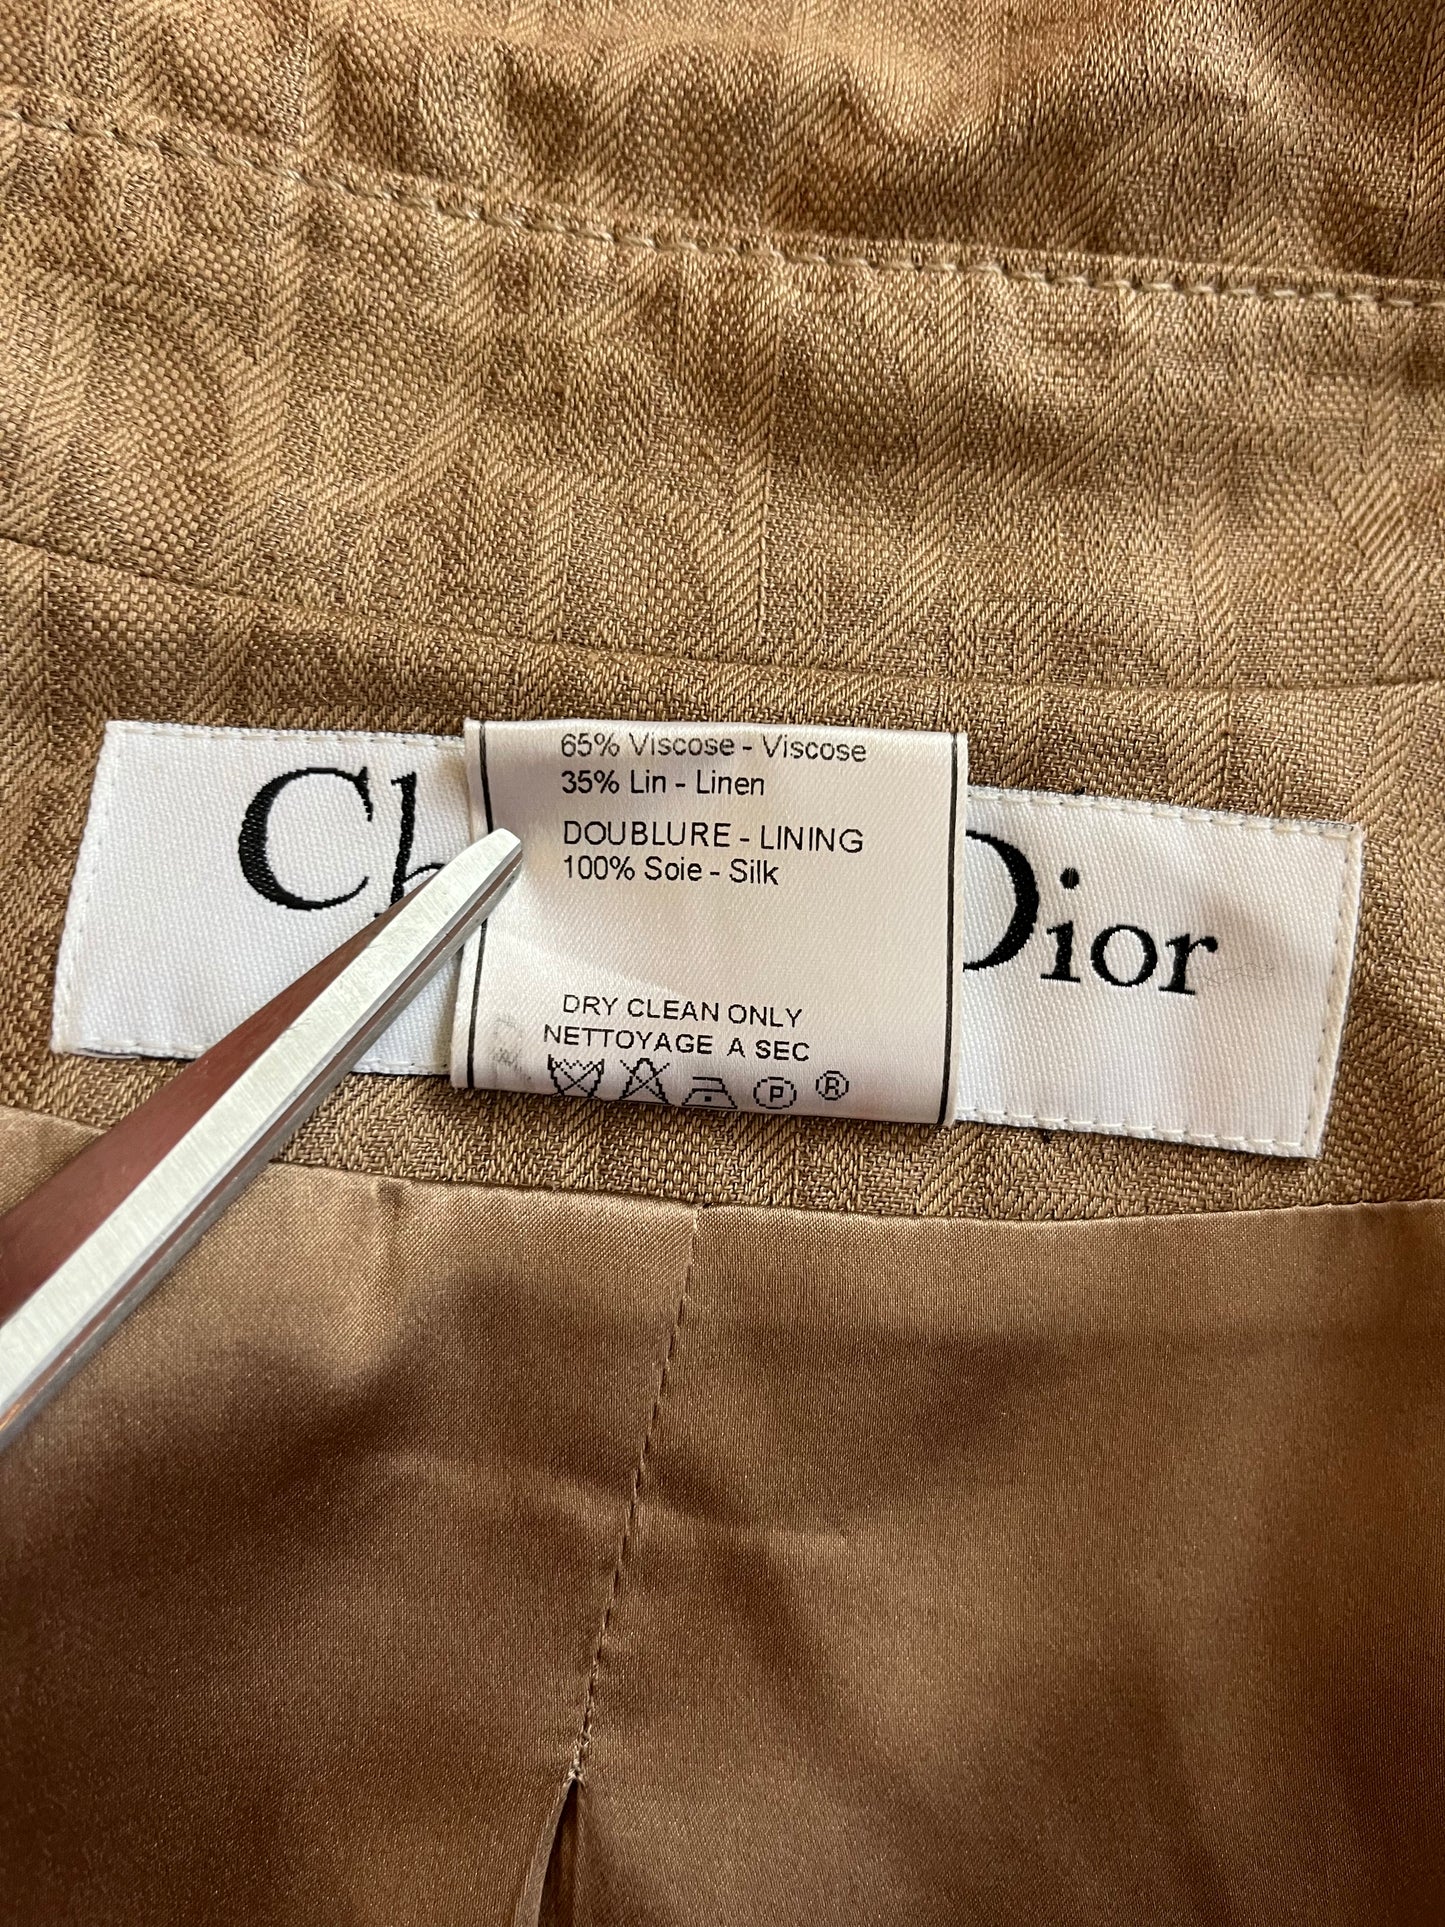 65% Viscose - Viscose
35% Lin - Linen
DOUBLURE - LINING
100% Soie - Silk
DRY CLEAN ONLY
NETTOYAGE A SEC
P
®
Ch
Dior